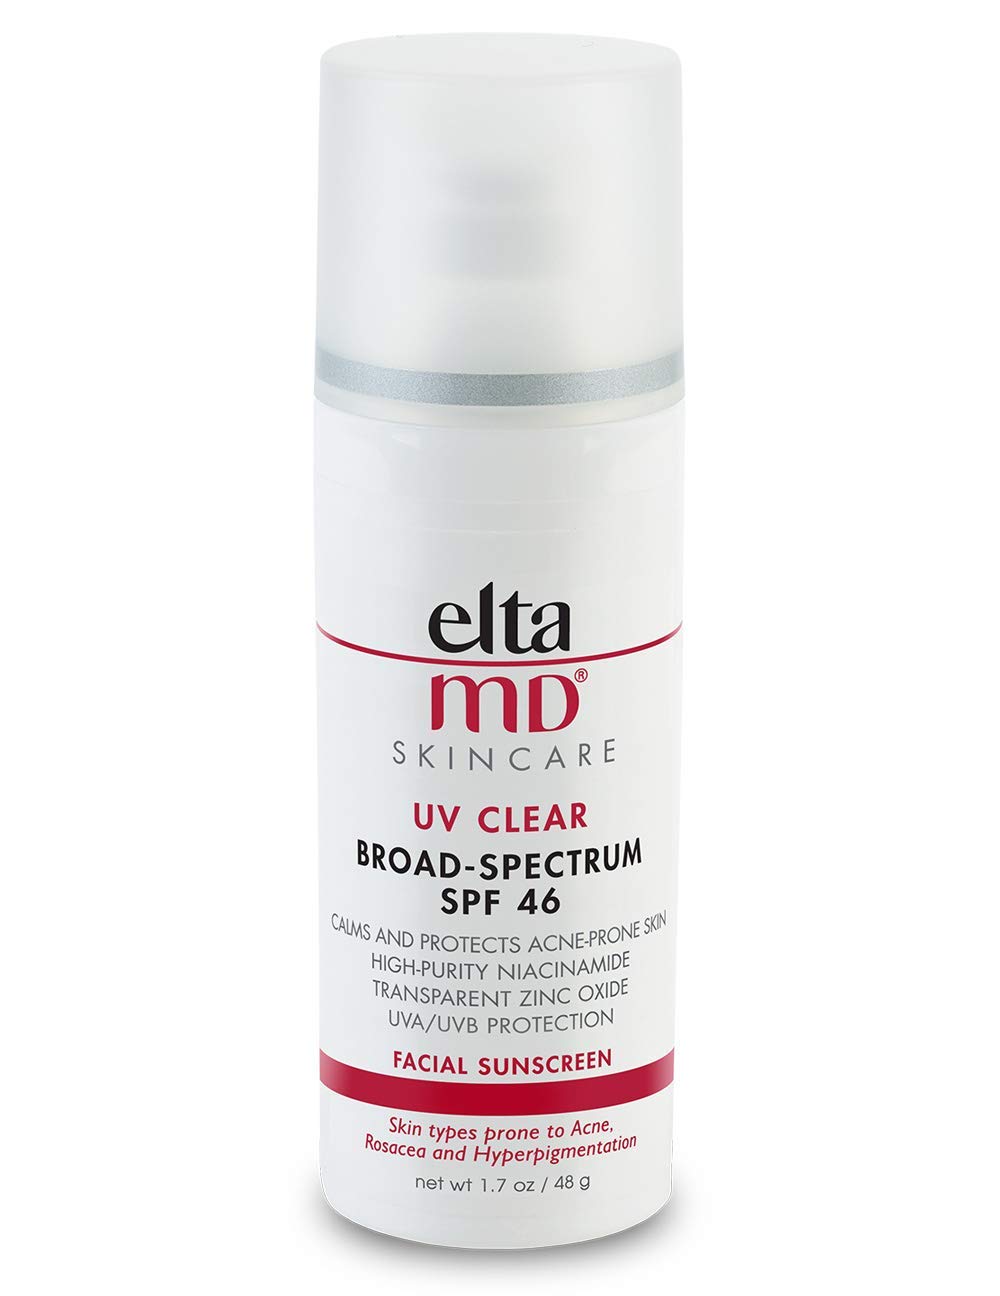 elta
MD®
SKINCARE
UV CLEAR
BROAD-SPECTRUM
SPF 46
CALMS AND PROTECTS ACNE-PRONE SKIN
HIGH-PURITY NIACINAMIDE
TRANSPARENT ZINC OXIDE
UVA/UVB PROTECTION
FACIAL SUNSCREEN
Skin types prone to Acne,
Rosacea and Hyperpigmentation
net wt 1.7 oz / 48 g